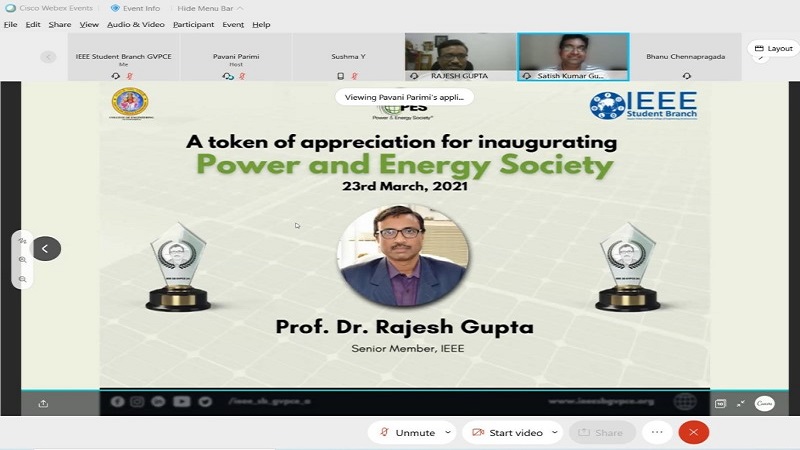 Cisco Webex Events
Event Info
Hide Menu Bar
File Edit Share View Audio & Video Participant Event Help
IEEE Student Branch GVPCE
Me
Pavani Parimi
Host
Sushma Y
RAJESH GUPTA
Satish Kumar Gu...
Bhanu Chennapragada
Layout
Viewing Pavani Parimi's appli...
PES
Power & Energy Society
IEEE
Student Branch
A token of appreciation for inaugurating
Power and Energy Society
23rd March, 2021
Prof. Dr. Rajesh Gupta
Senior Member, IEEE
/ieee_sb_gvpce_a
www.ieeesbgvpce.org
Canva
Unmute
Start video
Share